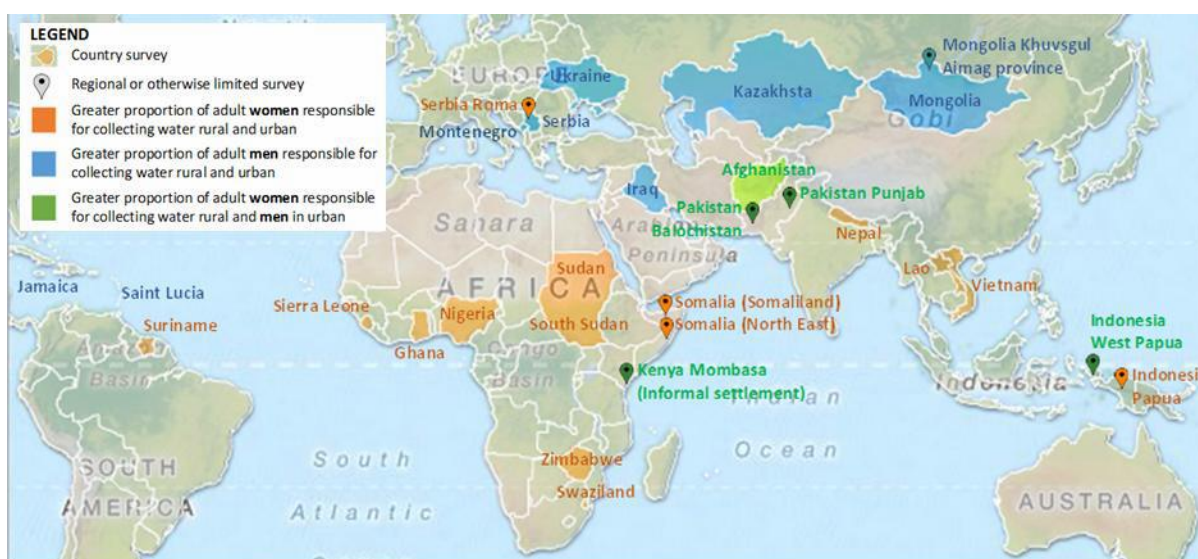 LEGEND
Country survey
Regional or otherwise limited survey
Greater proportion of adult women responsible
for collecting water rural and urban
Greater proportion of adult men responsible for
collecting water rural and urban
Greater proportion of adult women responsible
for collecting water rural and men in urban
EUROPE
Ukraine
Serbia Roma
Serbia
Montenegro
Kazakhsta
Mongolia Khuvsgul
Aimag province
Mongolia
Gobi
Iraq
Afghanistan
Pakistan Punjab
Pakistan
Balochistan
Nepal
Lao
Vietnam
Sahara
Arabian
Peninsula
AFRICA
Sudan
South Sudan
Somalia (Somaliland)
Somalia (North East)
Jamaica
Saint Lucia
Suriname
Sierra Leone
Ghana
Nigeria
Congo
Basin
Kenya Mombasa
(Informal settlement)
Indian
Ocean
Indonesia
West Papua
Indonesia
Indonesi
Papua
Amazon
Basin
SOUTH
AMERICA
South
Atlantic
Zimbabwe
Swaziland
AUSTRALIA